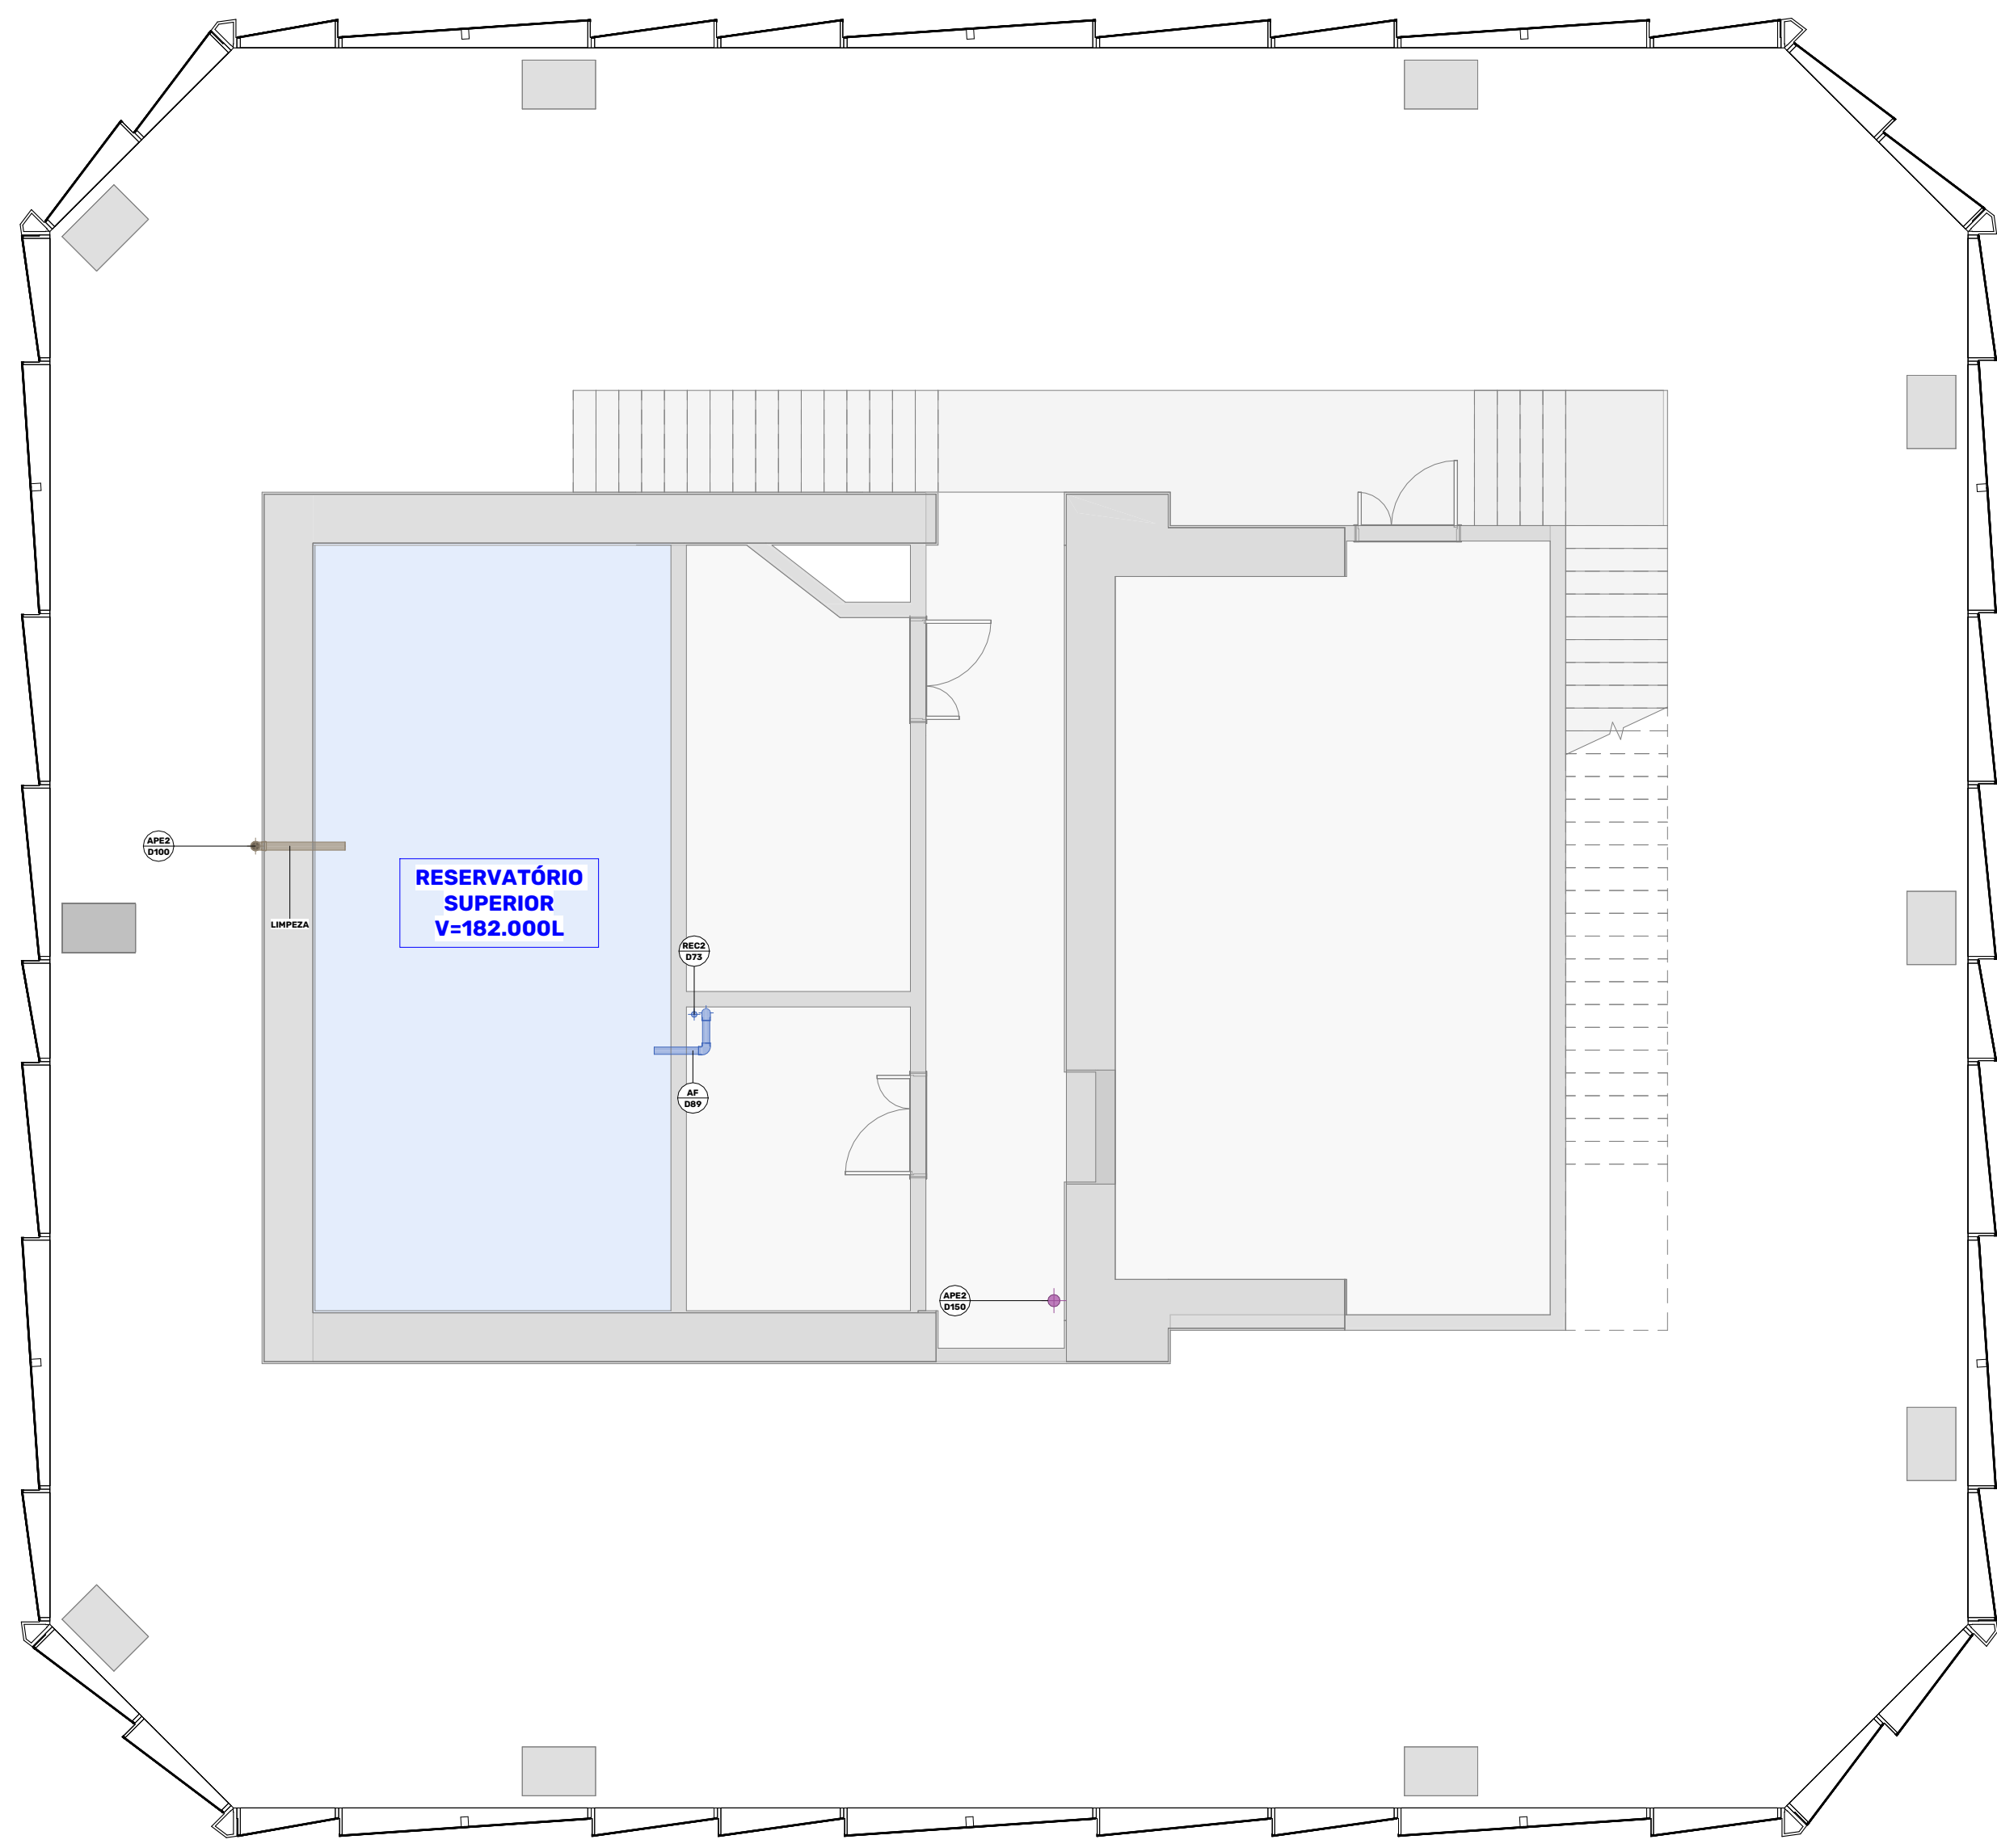 APE2
D100
LIMPEZA
RESERVATÓRIO
SUPERIOR
V=182.000L
REC2
D73
AF
D89
APE2
D150